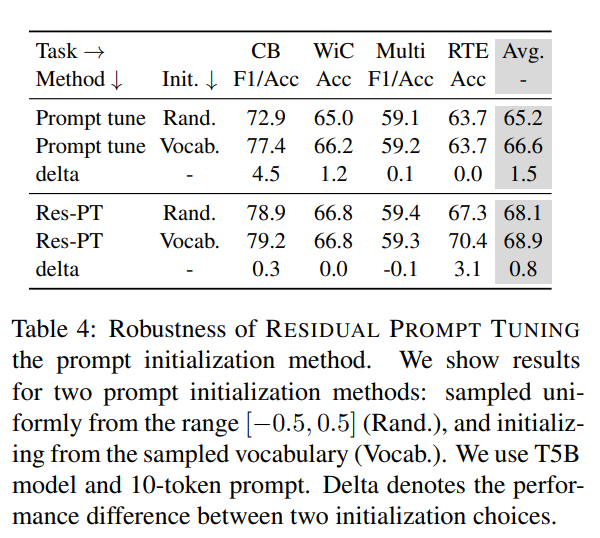 Task → CB WiC Multi RTE Avg.
Method ↓ Init. ↓ F1/Acc Acc F1/Acc Acc -
Prompt tune Rand. 72.9 65.0 59.1 63.7 65.2
Prompt tune Vocab. 77.4 66.2 59.2 63.7 66.6
delta - 4.5 1.2 0.1 0.0 1.5
Res-PT Rand. 78.9 66.8 59.4 67.3 68.1
Res-PT Vocab. 79.2 66.8 59.3 70.4 68.9
delta - 0.3 0.0 -0.1 3.1 0.8
Table 4: Robustness of RESIDUAL PROMPT TUNING
the prompt initialization method. We show results
for two prompt initialization methods: sampled uni-
formly from the range [−0.5, 0.5] (Rand.), and initializ-
ing from the sampled vocabulary (Vocab.). We use T5B
model and 10-token prompt. Delta denotes the perfor-
mance difference between two initialization choices.